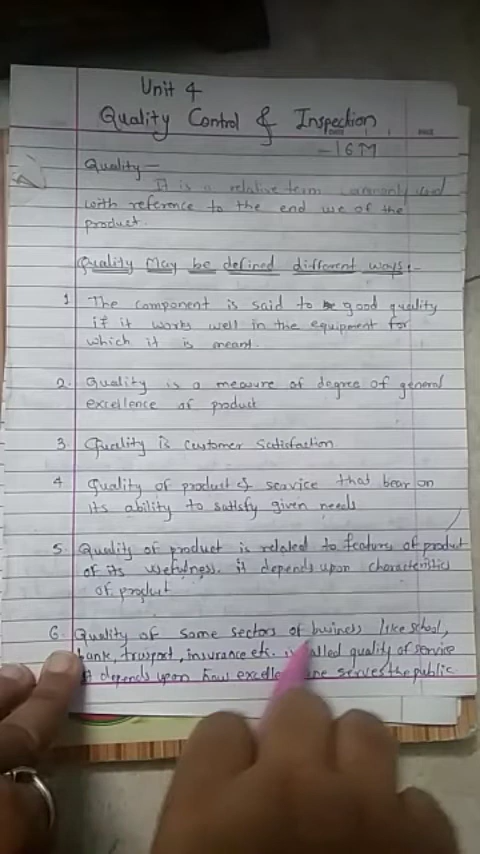 Unit 4
Quality Control & Inspection
-16M
Quality -
It is a relative term commonly used
with reference to the end use of the
product.
Quality May be defined different ways:-
1 The component is said to be good quality
if it works well in the equipment for
which it is meant.
2. Quality is a measure of degree of general
excellence of product
3. Quality is customer satisfaction.
4 Quality of product & service that bear on
its ability to satisfy given needs
5. Quality of product is related to feature of product
of its usefulness. it depends upon characteristics
of product
6. Quality of some sectors of business like school,
bank, trasport, insurance etc. is called quality of service
It depends upon how one serves the public